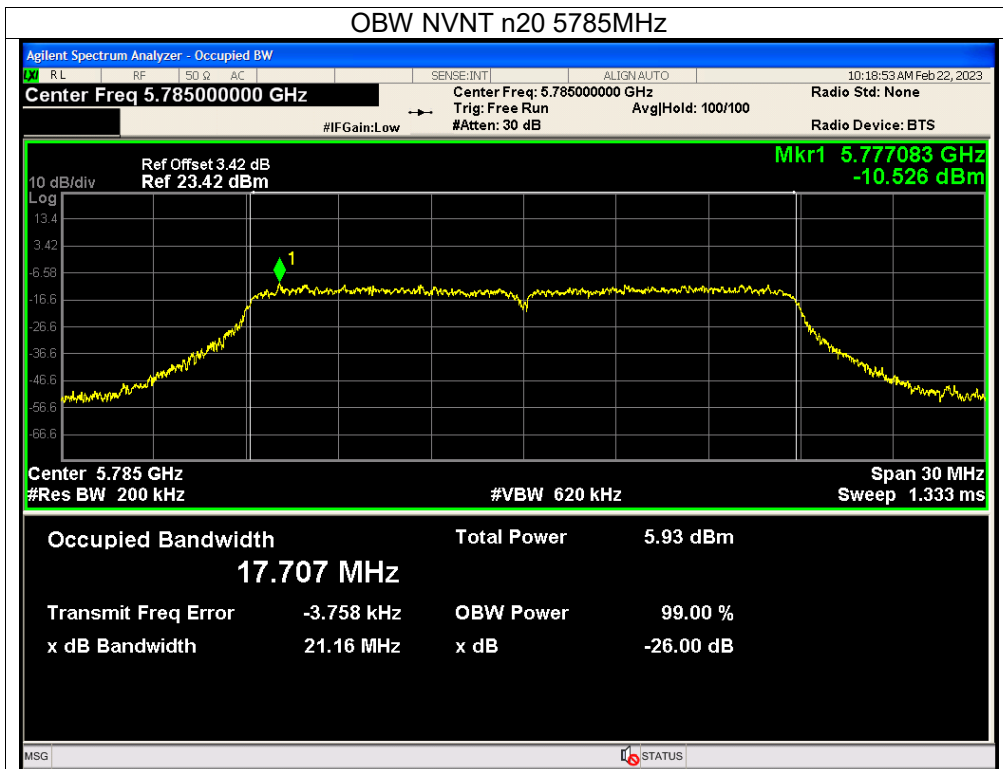 OBW NVNT n20 5785MHz
Agilent Spectrum Analyzer - Occupied BW
LXI RL RF 50 Ω AC SENSE:INT ALIGN AUTO 10:18:53 AM Feb 22, 2023
Center Freq 5.785000000 GHz Center Freq: 5.785000000 GHz Radio Std: None
Trig: Free Run Avg|Hold: 100/100
#IFGain:Low #Atten: 30 dB Radio Device: BTS
Ref Offset 3.42 dB Mkr1 5.777083 GHz
10 dB/div Ref 23.42 dBm -10.526 dBm
Log
13.4
3.42
1
-6.58
-16.6
-26.6
-36.6
-46.6
-56.6
-66.6
Center 5.785 GHz Span 30 MHz
#Res BW 200 kHz #VBW 620 kHz Sweep 1.333 ms
Occupied Bandwidth Total Power 5.93 dBm
17.707 MHz
Transmit Freq Error -3.758 kHz OBW Power 99.00 %
x dB Bandwidth 21.16 MHz x dB -26.00 dB
MSG STATUS